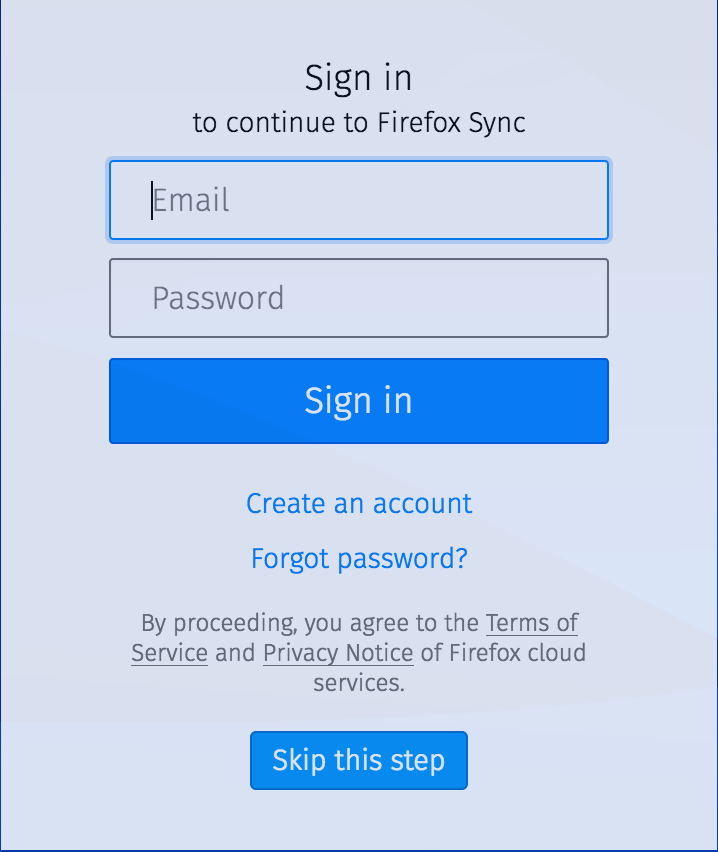 Sign in
to continue to Firefox Sync
Email
Password
Sign in
Create an account
Forgot password?
By proceeding, you agree to the Terms of
Service and Privacy Notice of Firefox cloud
services.
Skip this step